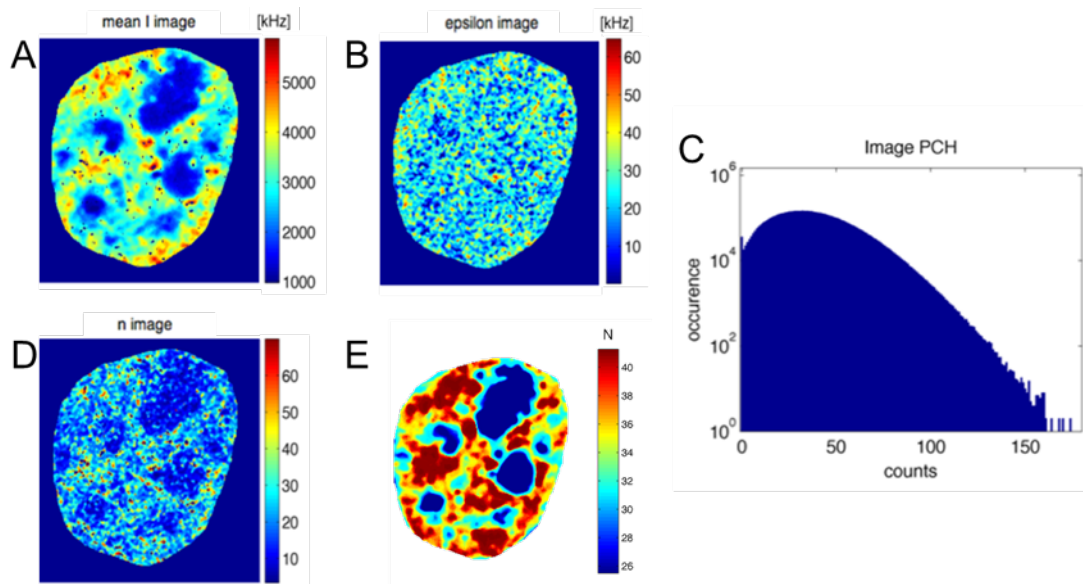 mean I image
[kHz]
A
5000
4000
3000
2000
1000
epsilon image
[kHz]
B
60
50
40
30
20
10
C
Image PCH
10^6
10^4
10^2
10^0
occurence
0
50
100
150
counts
n image
D
60
50
40
30
20
10
E
N
40
38
36
34
32
30
28
26